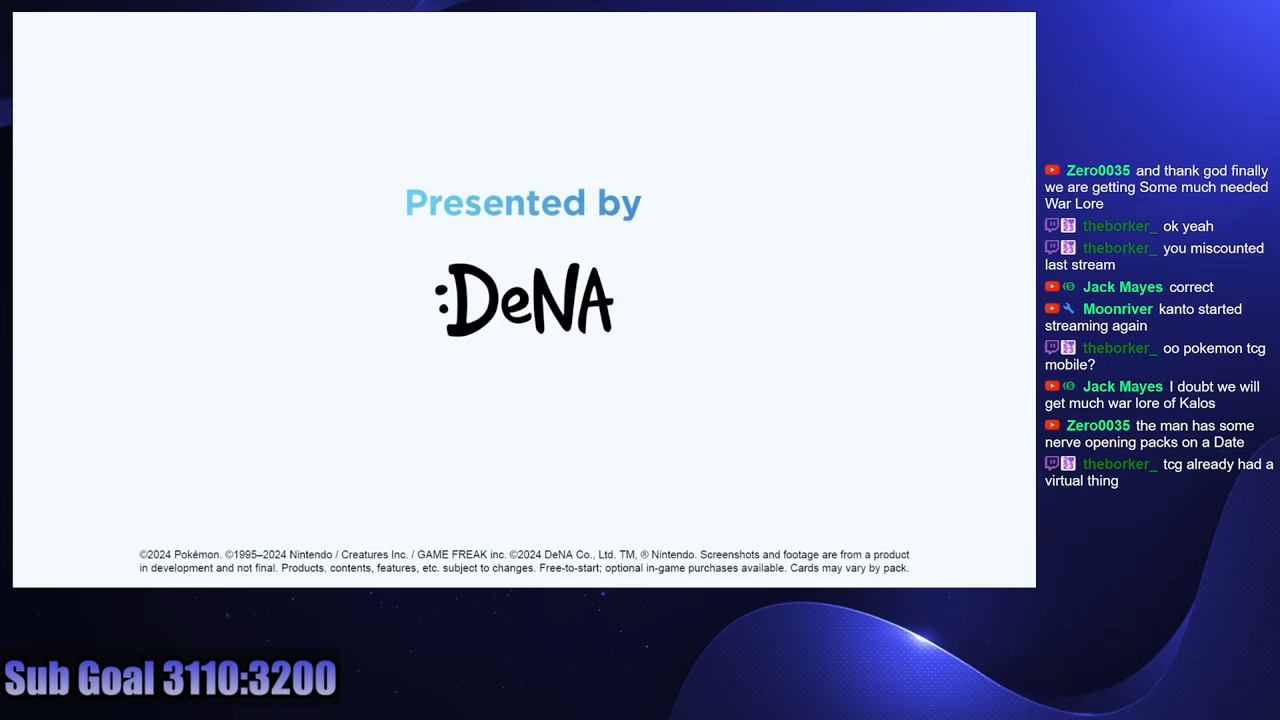 Presented by
:DeNA
©2024 Pokémon. ©1995–2024 Nintendo / Creatures Inc. / GAME FREAK inc. ©2024 DeNA Co., Ltd. TM, ® Nintendo. Screenshots and footage are from a product
in development and not final. Products, contents, features, etc. subject to changes. Free-to-start; optional in-game purchases available. Cards may vary by pack.
Zero0035 and thank god finally
we are getting Some much needed
War Lore
theborker_ ok yeah
theborker_ you miscounted
last stream
Jack Mayes correct
Moonriver kanto started
streaming again
theborker_ oo pokemon tcg
mobile?
Jack Mayes I doubt we will
get much war lore of Kalos
Zero0035 the man has some
nerve opening packs on a Date
theborker_ tcg already had a
virtual thing
Sub Goal 3110:3200